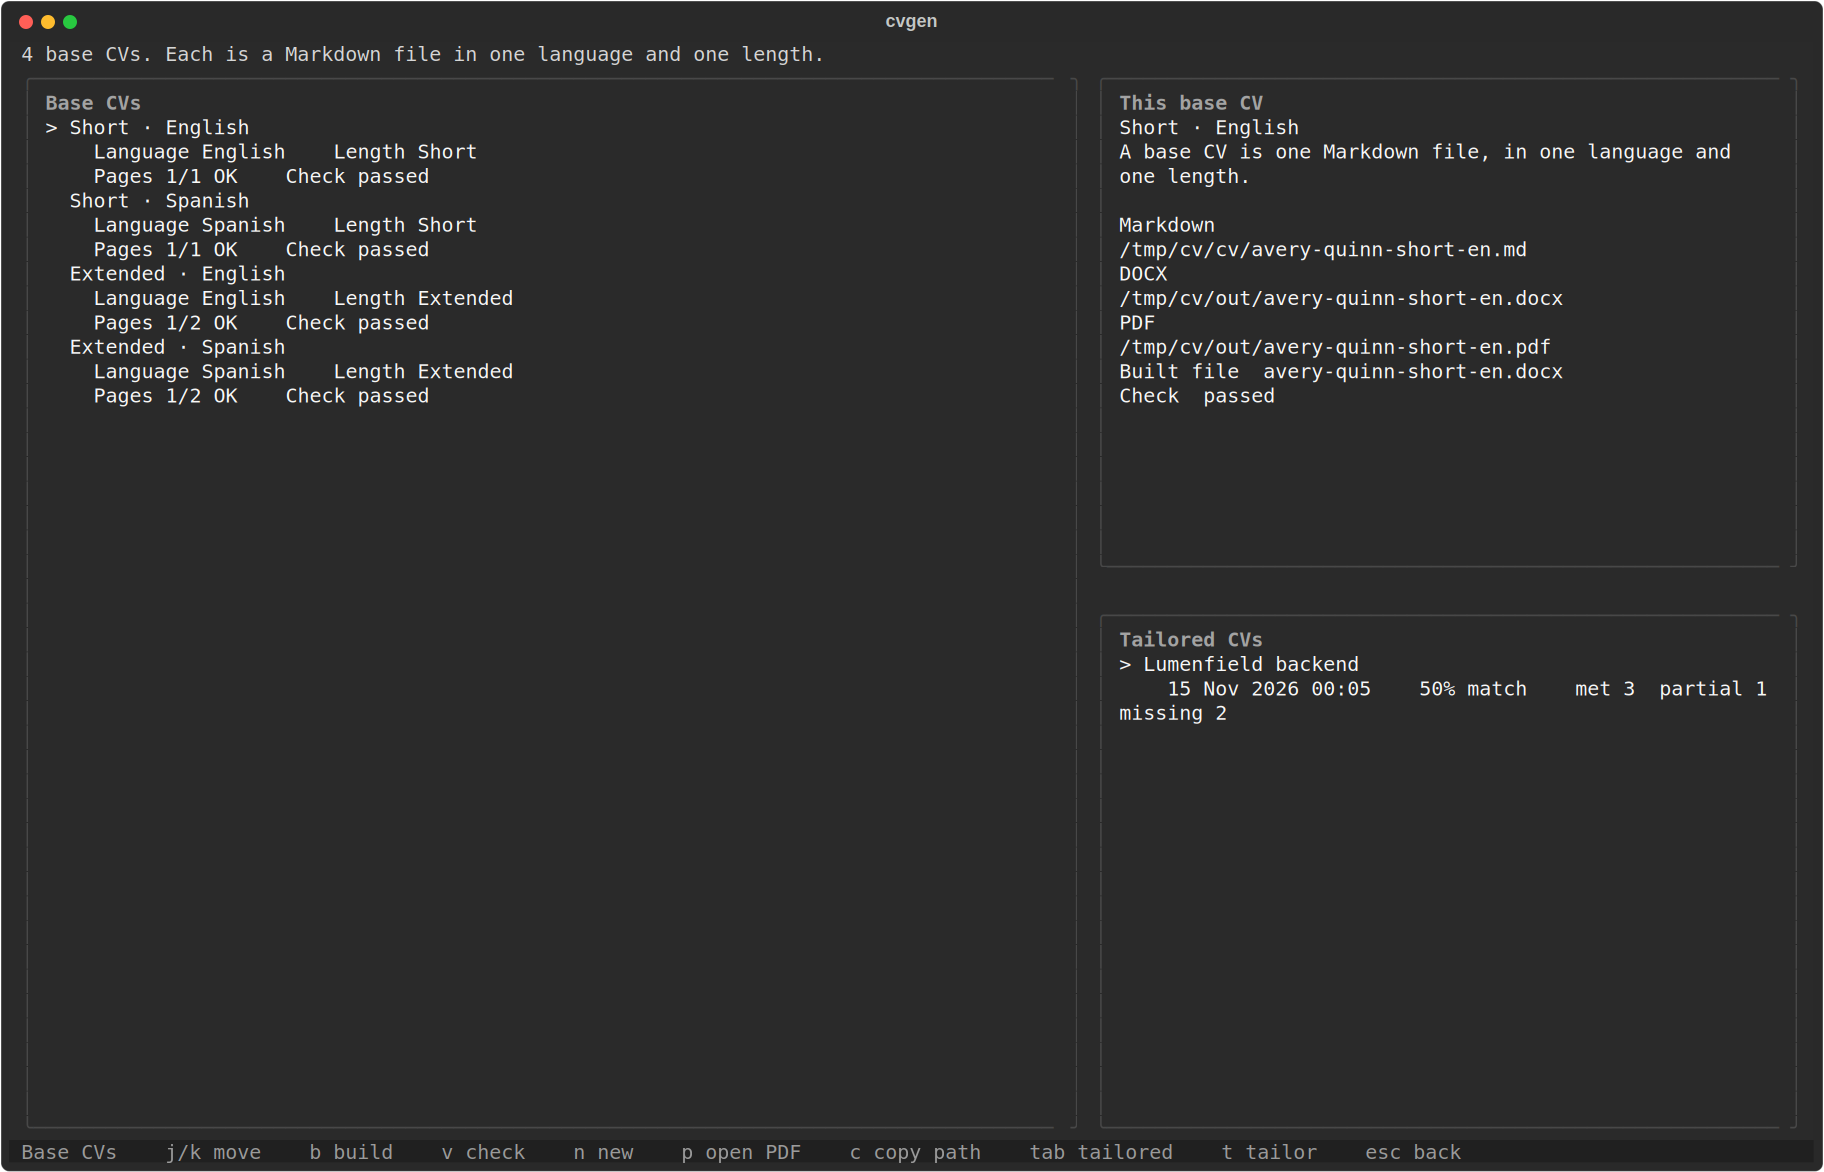 cvgen
4 base CVs. Each is a Markdown file in one language and one length.
Base CVs
> Short · English
Language English    Length Short
Pages 1/1 OK    Check passed
Short · Spanish
Language Spanish    Length Short
Pages 1/1 OK    Check passed
Extended · English
Language English    Length Extended
Pages 1/2 OK    Check passed
Extended · Spanish
Language Spanish    Length Extended
Pages 1/2 OK    Check passed
This base CV
Short · English
A base CV is one Markdown file, in one language and
one length.
Markdown
/tmp/cv/cv/avery-quinn-short-en.md
DOCX
/tmp/cv/out/avery-quinn-short-en.docx
PDF
/tmp/cv/out/avery-quinn-short-en.pdf
Built file  avery-quinn-short-en.docx
Check  passed
Tailored CVs
> Lumenfield backend
15 Nov 2026 00:05    50% match    met 3  partial 1
missing 2
Base CVs    j/k move    b build    v check    n new    p open PDF    c copy path    tab tailored    t tailor    esc back